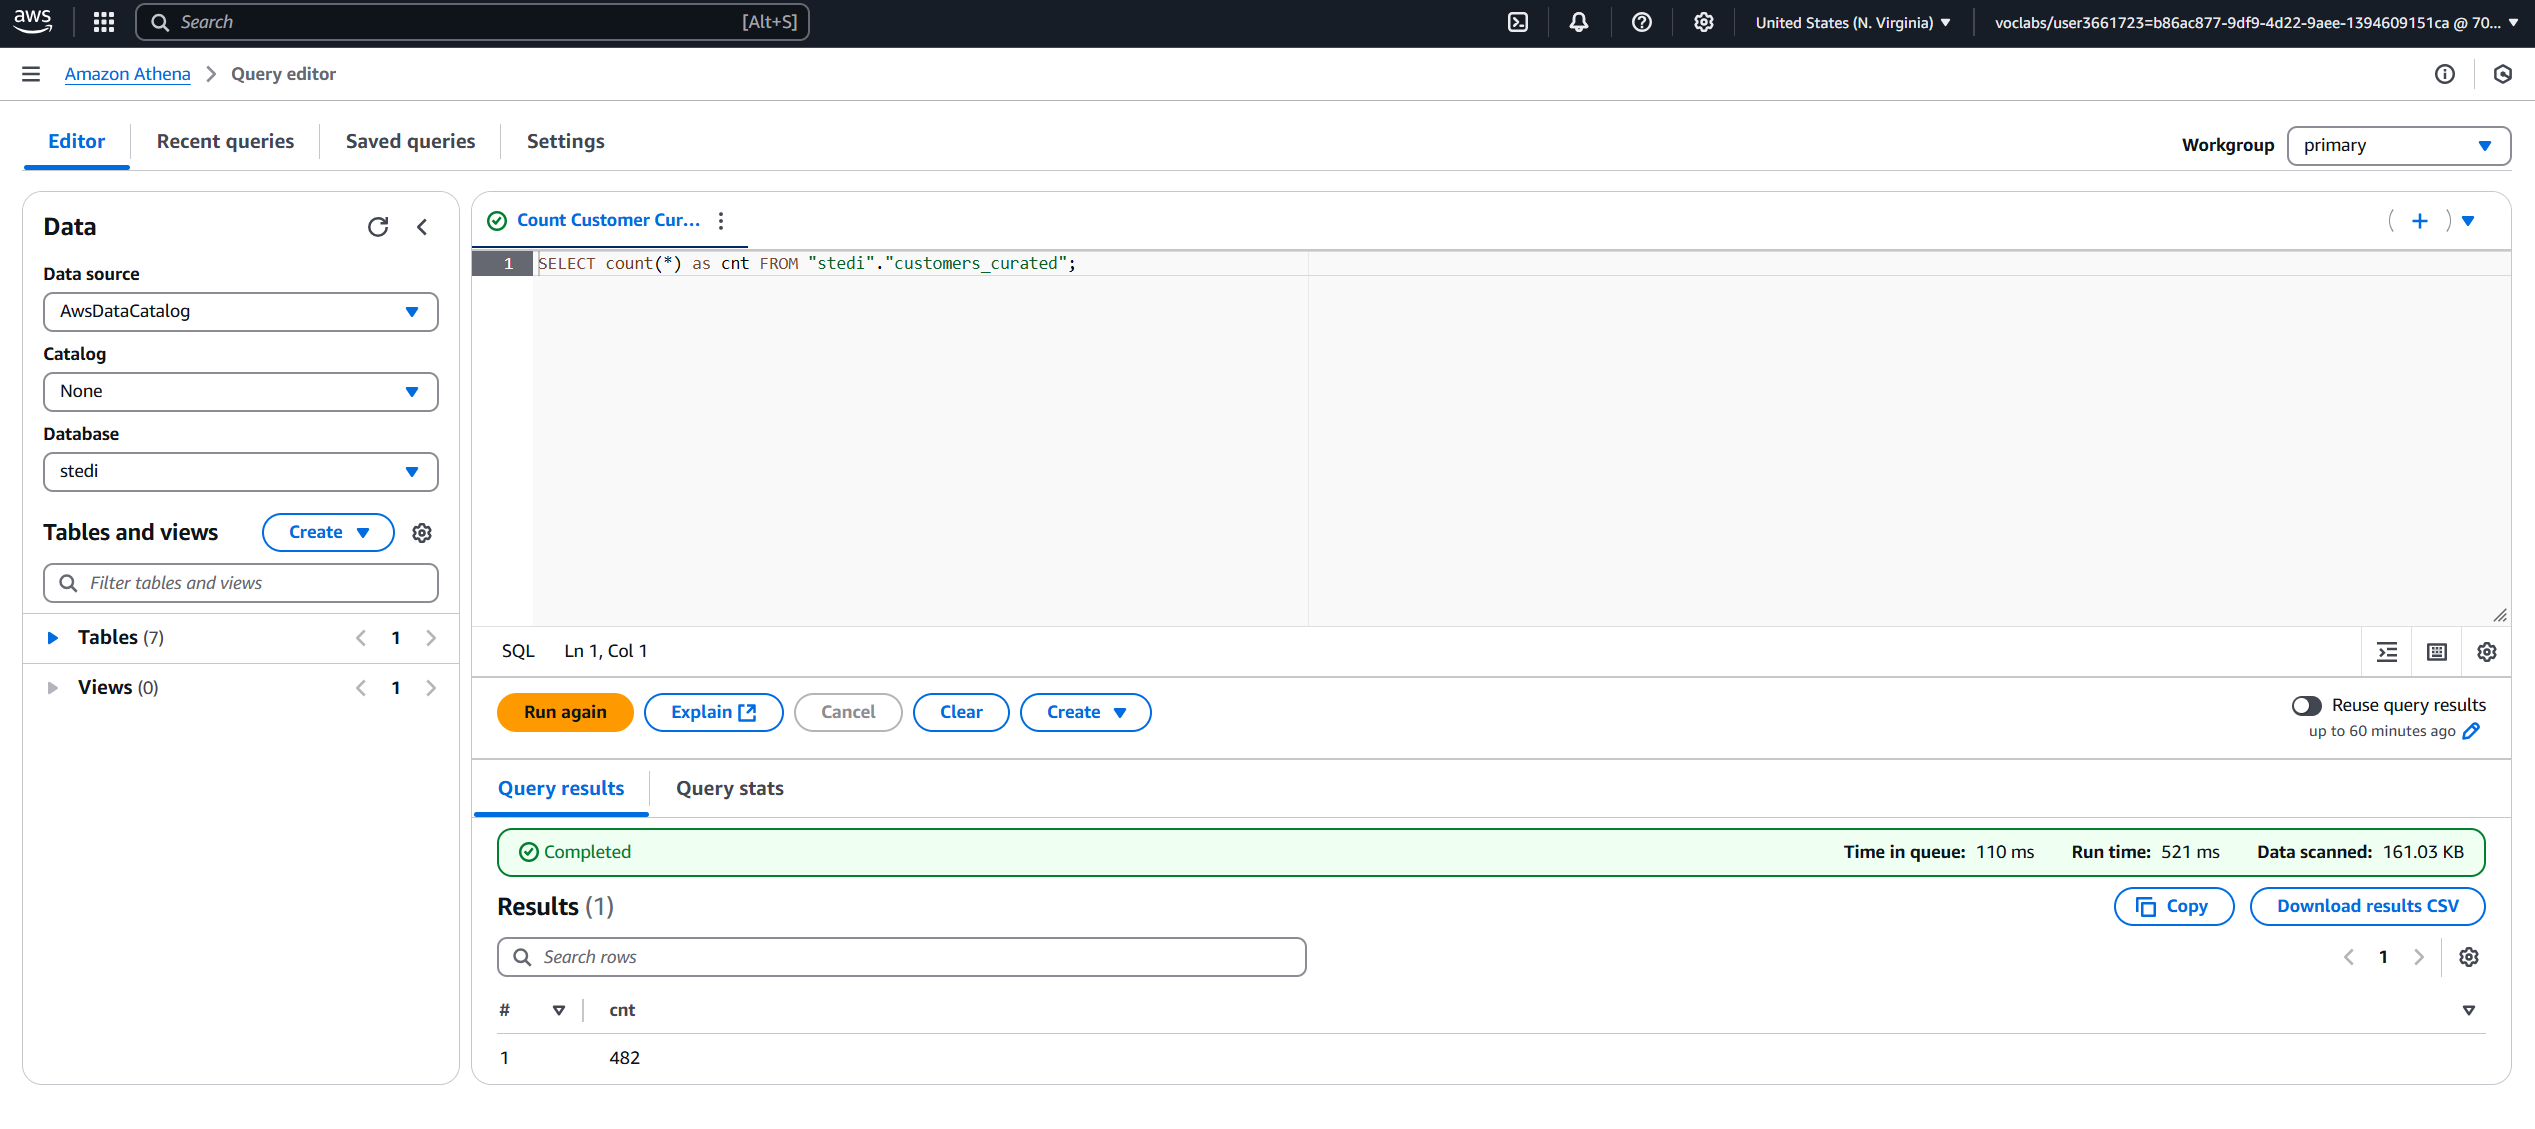 aws
Search [Alt+S]
United States (N. Virginia)
voclabs/user3661723=b86ac877-9df9-4d22-9aee-1394609151ca @ 70...
Amazon Athena > Query editor
Editor
Recent queries
Saved queries
Settings
Workgroup
primary
Data
Data source
AwsDataCatalog
Catalog
None
Database
stedi
Tables and views
Create
Filter tables and views
Tables (7)
1
Views (0)
1
Count Customer Cur...
1 SELECT count(*) as cnt FROM "stedi"."customers_curated";
SQL Ln 1, Col 1
Run again
Explain
Cancel
Clear
Create
Reuse query results
up to 60 minutes ago
Query results
Query stats
Completed
Time in queue: 110 ms Run time: 521 ms Data scanned: 161.03 KB
Results (1)
Copy
Download results CSV
Search rows
1
# cnt
1 482